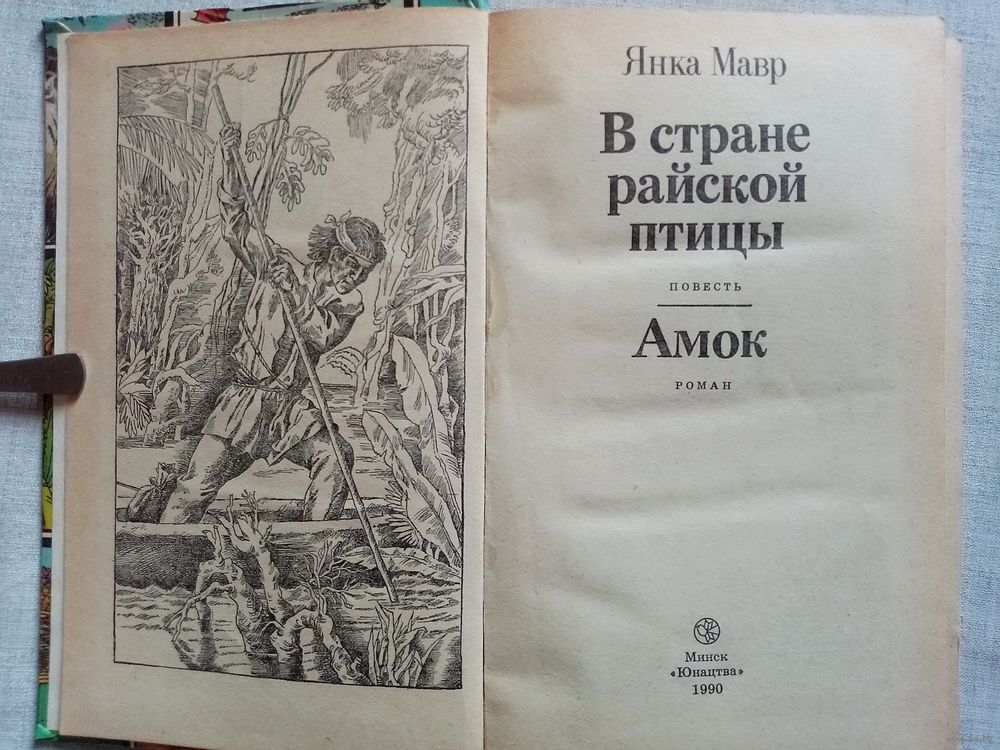 Янка Мавр
В стране
райской
птицы
ПОВЕСТЬ
Амок
РОМАН
Минск
«Юнацтва»
1990